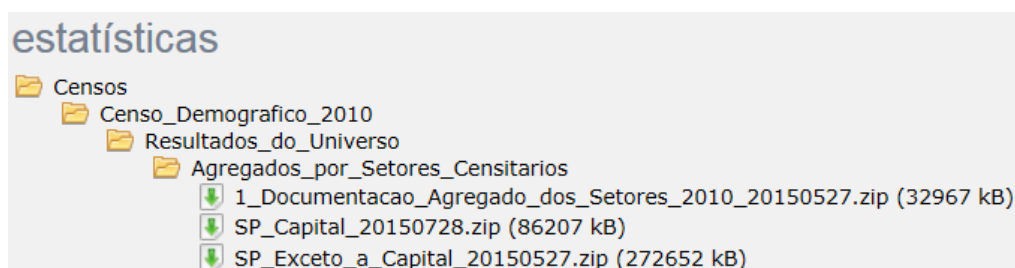 estatísticas
Censos
Censo_Demografico_2010
Resultados_do_Universo
Agregados_por_Setores_Censitarios
1_Documentacao_Agregado_dos_Setores_2010_20150527.zip (32967 kB)
SP_Capital_20150728.zip (86207 kB)
SP_Exceto_a_Capital_20150527.zip (272652 kB)